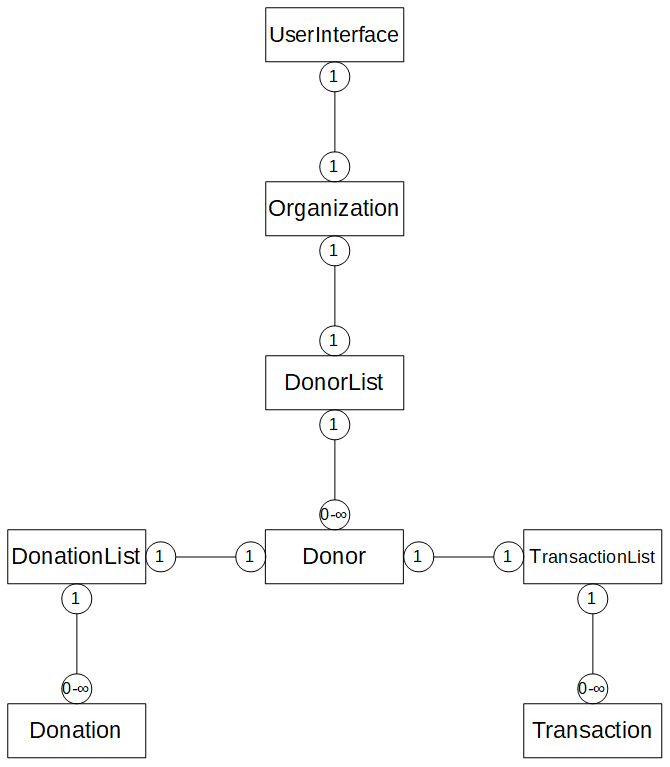 UserInterface
1
1
Organization
1
1
DonorList
1
0-∞
DonationList 1 1 Donor 1 1 TransactionList
1 1
0-∞ 0-∞
Donation Transaction